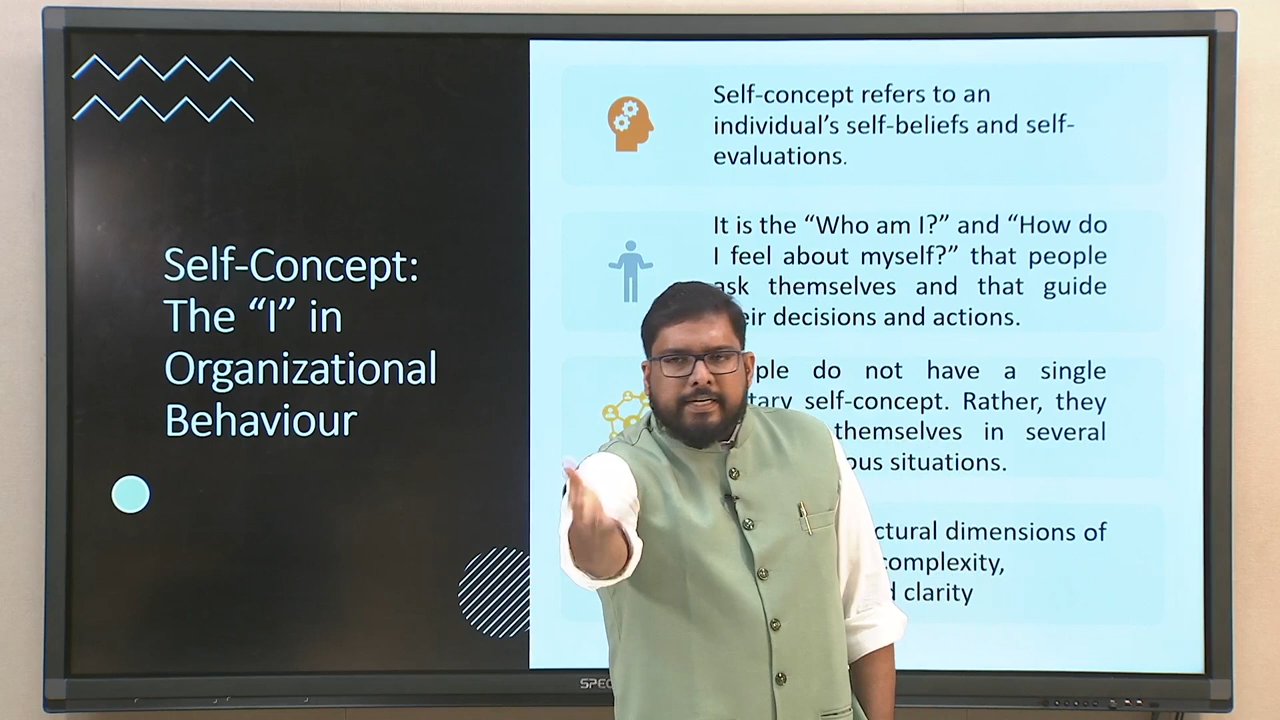 Self-Concept:
The “I” in
Organizational
Behaviour
Self-concept refers to an
individual’s self-beliefs and self-
evaluations.
It is the “Who am I?” and “How do
I feel about myself?” that people
ask themselves and that guide
decisions and actions.
do not have a single
self-concept. Rather, they
themselves in several
situations.
dimensions of
complexity,
clarity